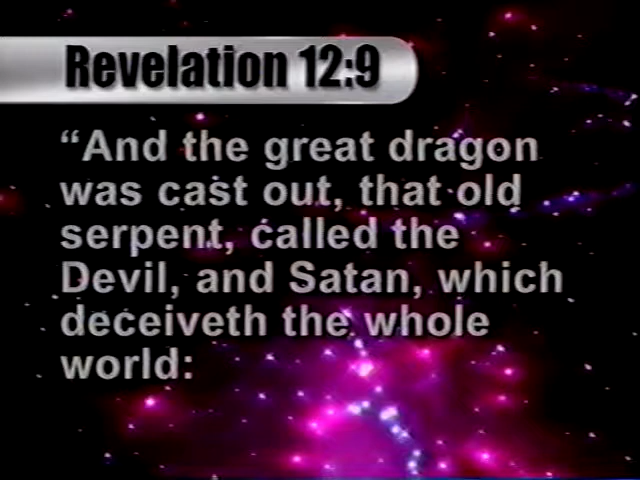 Revelation 12:9
“And the great dragon
was cast out, that old
serpent, called the
Devil, and Satan, which
deceiveth the whole
world: